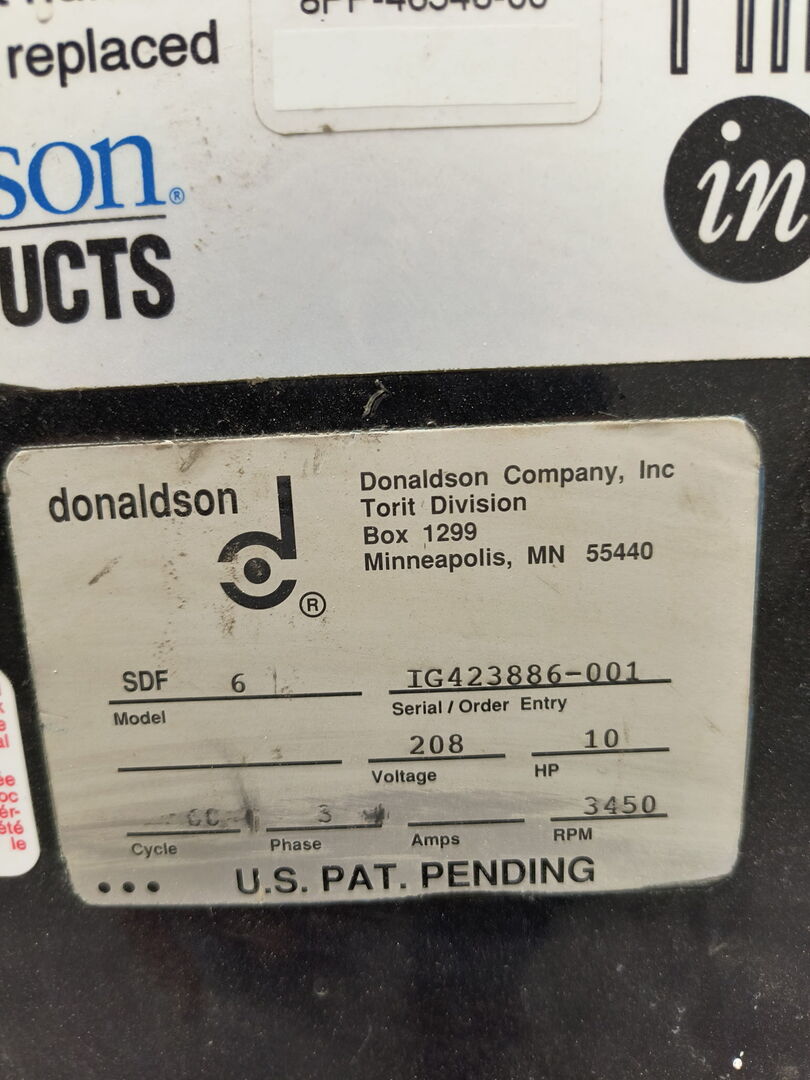 replaced
son®
UCTS
in
donaldson
®
Donaldson Company, Inc
Torit Division
Box 1299
Minneapolis, MN 55440
SDF 6
IG423886-001
Model
Serial / Order Entry
208
10
Voltage
HP
3
3450
Cycle
Phase
Amps
RPM
••• U.S. PAT. PENDING